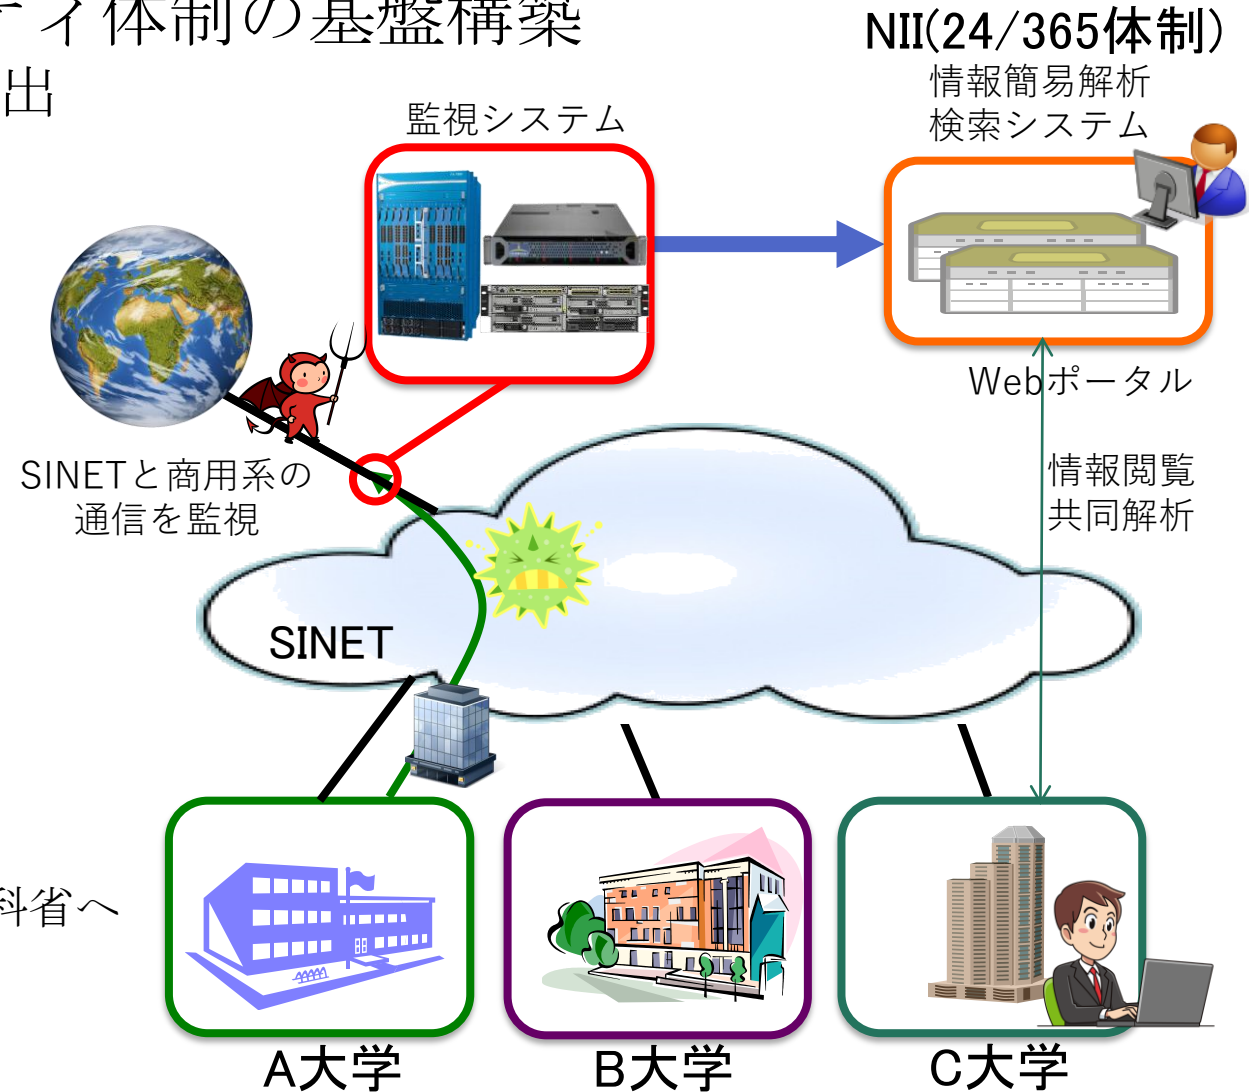 ティ体制の基盤構築
出
NII(24/365体制)
情報簡易解析
検索システム
監視システム
Webポータル
SINETと商用系の
通信を監視
情報閲覧
共同解析
SINET
科省へ
A大学
B大学
C大学